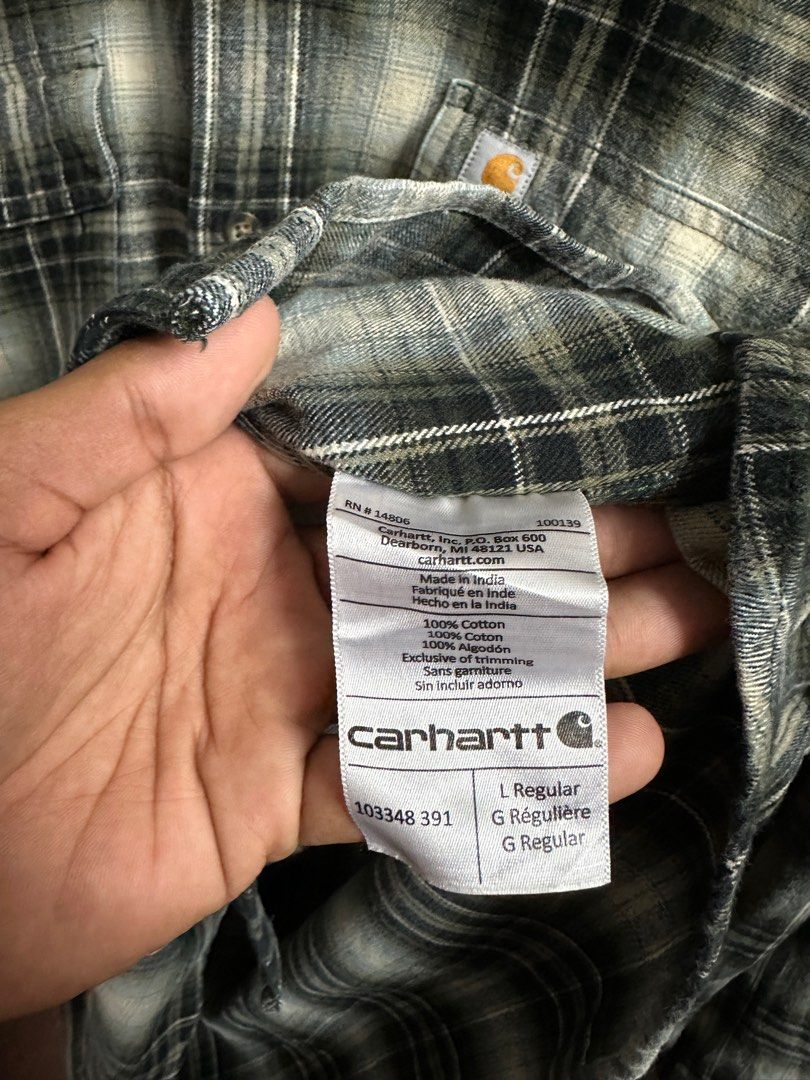 RN # 14806 100139
Carhartt, Inc. P.O. Box 600
Dearborn, MI 48121 USA
carhartt.com
Made in India
Fabriqué en Inde
Hecho en la India
100% Cotton
100% Coton
100% Algodón
Exclusive of trimming
Sans garniture
Sin incluir adorno
carhartt
103348 391
L Regular
G Régulière
G Regular